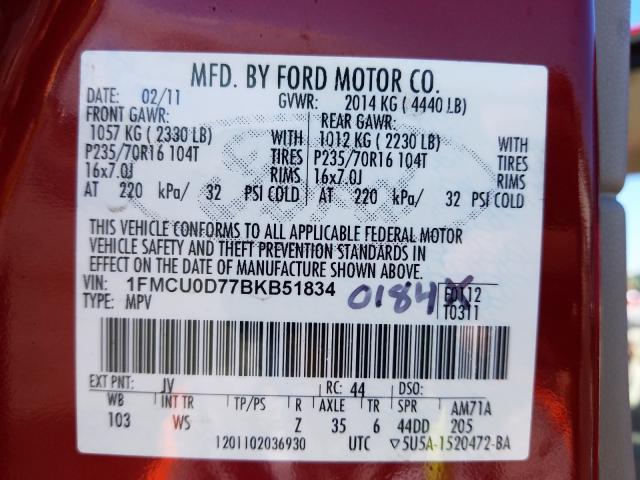 MFD. BY FORD MOTOR CO.
DATE: 02/11 GVWR: 2014 KG ( 4440 LB)
FRONT GAWR: REAR GAWR:
1057 KG ( 2330 LB) WITH 1012 KG ( 2230 LB) WITH
P235/70R16 104T TIRES P235/70R16 104T TIRES
16x7.0J RIMS 16x7.0J RIMS
AT 220 kPa/ 32 PSI COLD AT 220 kPa/ 32 PSI COLD
THIS VEHICLE CONFORMS TO ALL APPLICABLE FEDERAL MOTOR
VEHICLE SAFETY AND THEFT PREVENTION STANDARDS IN
EFFECT ON THE DATE OF MANUFACTURE SHOWN ABOVE.
VIN: 1FMCU0D77BKB51834 0184 
TYPE: MPV T0311
EXT PNT: JV RC: 44 DSO:
WB INT TR TP/PS R AXLE TR SPR AM71A
103 WS Z 35 6 44DD 205
1201102036930 UTC ▽5U5A-1520472-BA